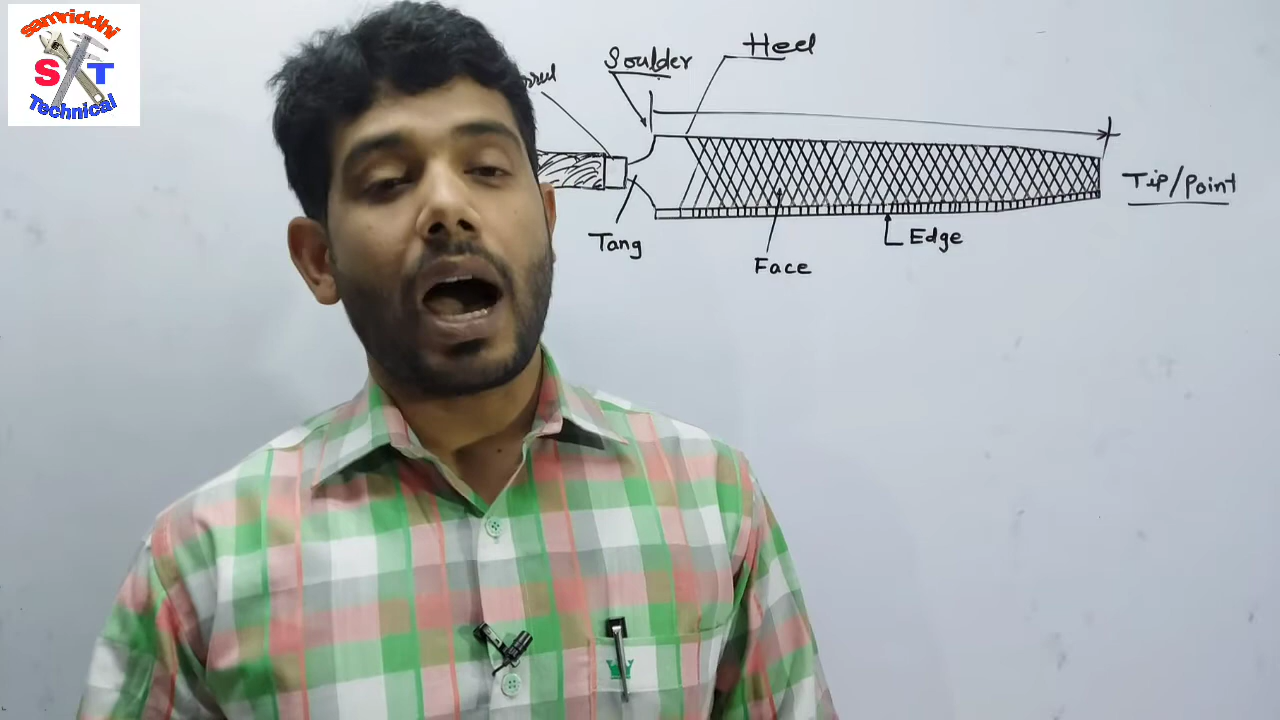 samriddhi
S T
Technical
Soulder
Heel
Tip/Point
Tang
Edge
Face